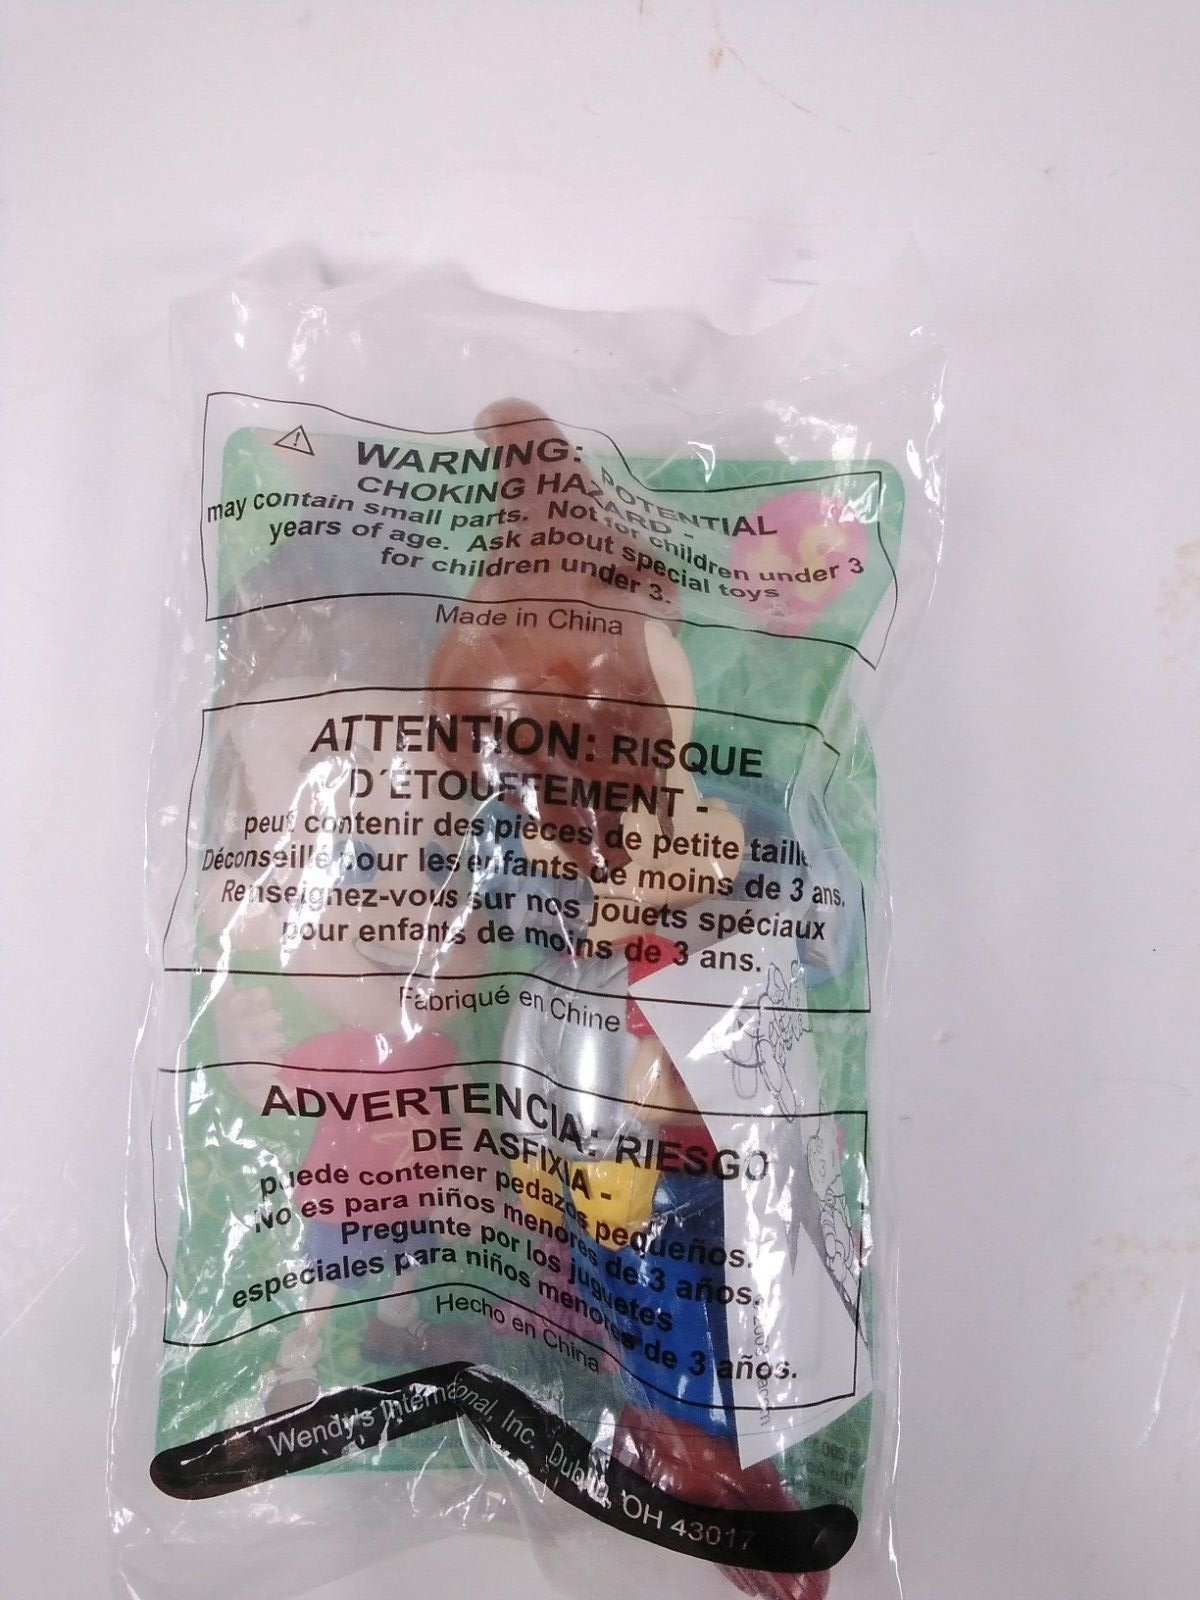 WARNING:
CHOKING HAZARD - POTENTIAL
may contain small parts. Not for children under 3
years of age. Ask about special toys
for children under 3.
Made in China
ATTENTION: RISQUE
D´ÉTOUFFEMENT -
peut contenir des pièces de petite taille
Déconseillé pour les enfants de moins de 3 ans.
Renseignez-vous sur nos jouets spéciaux
pour enfants de moins de 3 ans.
Fabriqué en Chine
ADVERTENCIA: RIESGO
DE ASFIXIA -
puede contener pedazos pequeños.
No es para niños menores de 3 años.
Pregunte por los juguetes
especiales para niños menores de 3 años.
Hecho en China
Wendy's International, Inc. Dublin, OH 43017